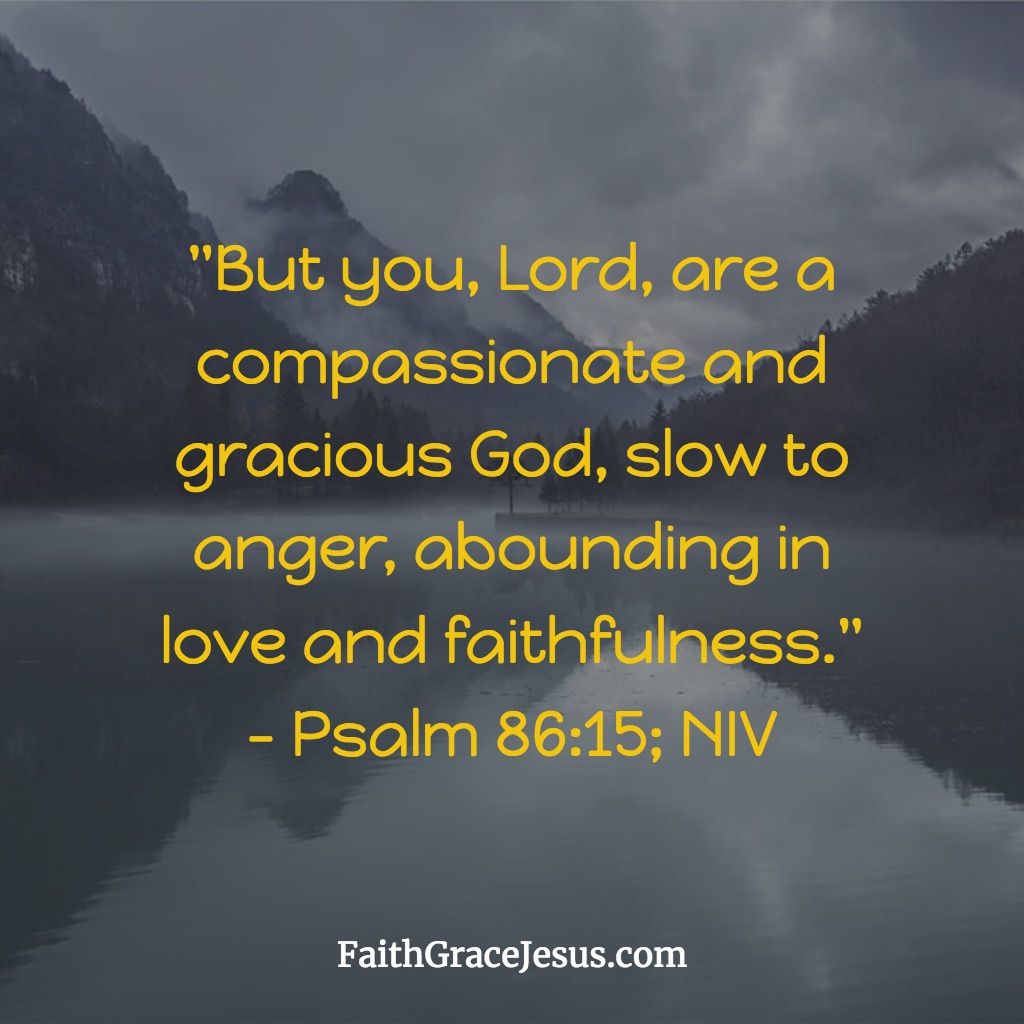 "But you, Lord, are a
compassionate and
gracious God, slow to
anger, abounding in
love and faithfulness."
- Psalm 86:15; NIV
FaithGraceJesus.com